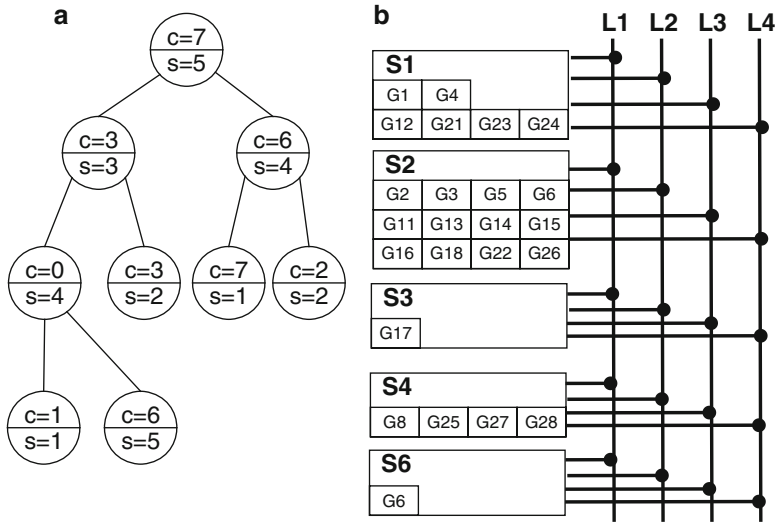 a
c=7
s=5
c=3
s=3
c=6
s=4
c=0
s=4
c=3
s=2
c=7
s=1
c=2
s=2
c=1
s=1
c=6
s=5
b
L1 L2 L3 L4
S1
G1 G4
G12 G21 G23 G24
S2
G2 G3 G5 G6
G11 G13 G14 G15
G16 G18 G22 G26
S3
G17
S4
G8 G25 G27 G28
S6
G6